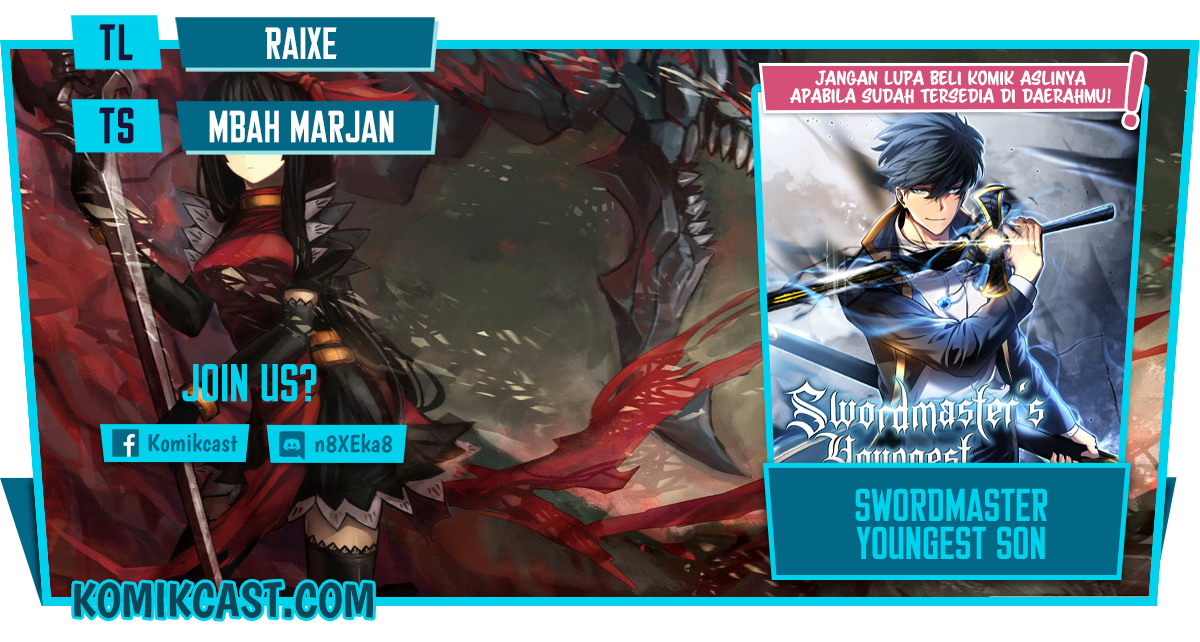 TL
RAIXE
TS
MBAH MARJAN
JANGAN LUPA BELI KOMIK ASLINYA
APABILA SUDAH TERSEDIA DI DAERAHMU!
JOIN US?
Komikcast
n8XEka8
Swordmaster's
Youngest
SWORDMASTER
YOUNGEST SON
KOMIKCAST.COM